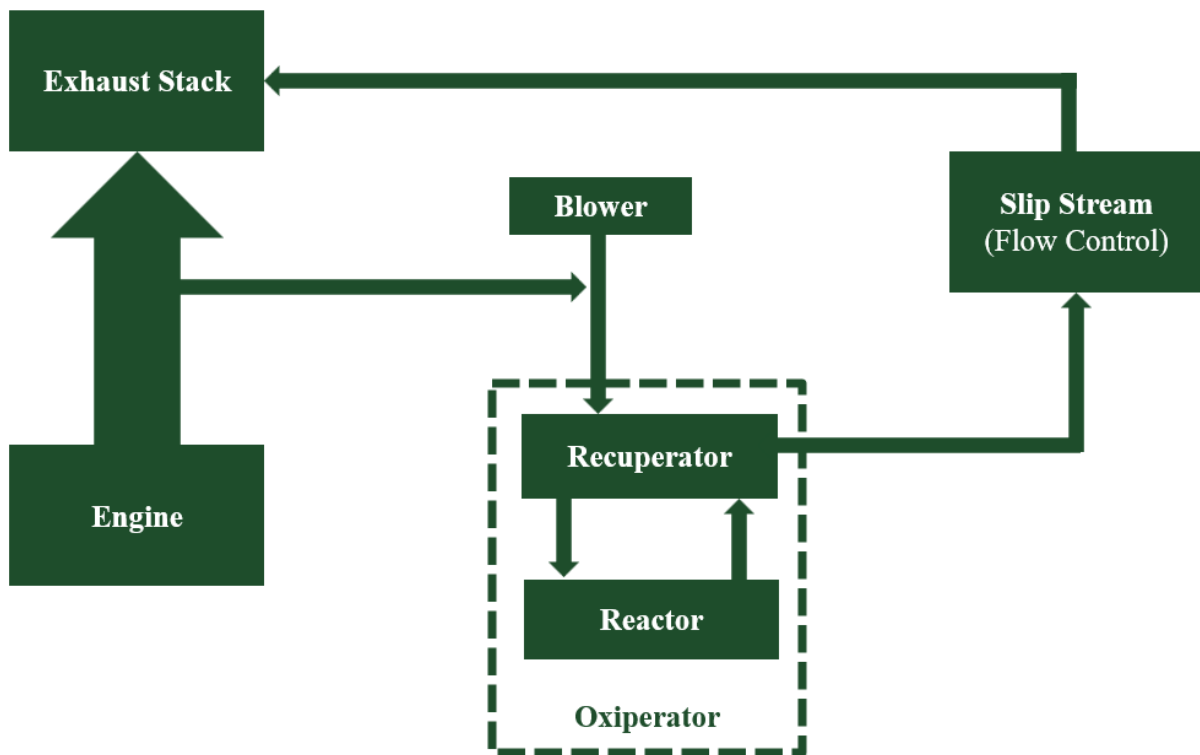 Exhaust Stack
Blower
Slip Stream
(Flow Control)
Recuperator
Engine
Reactor
Oxiperator